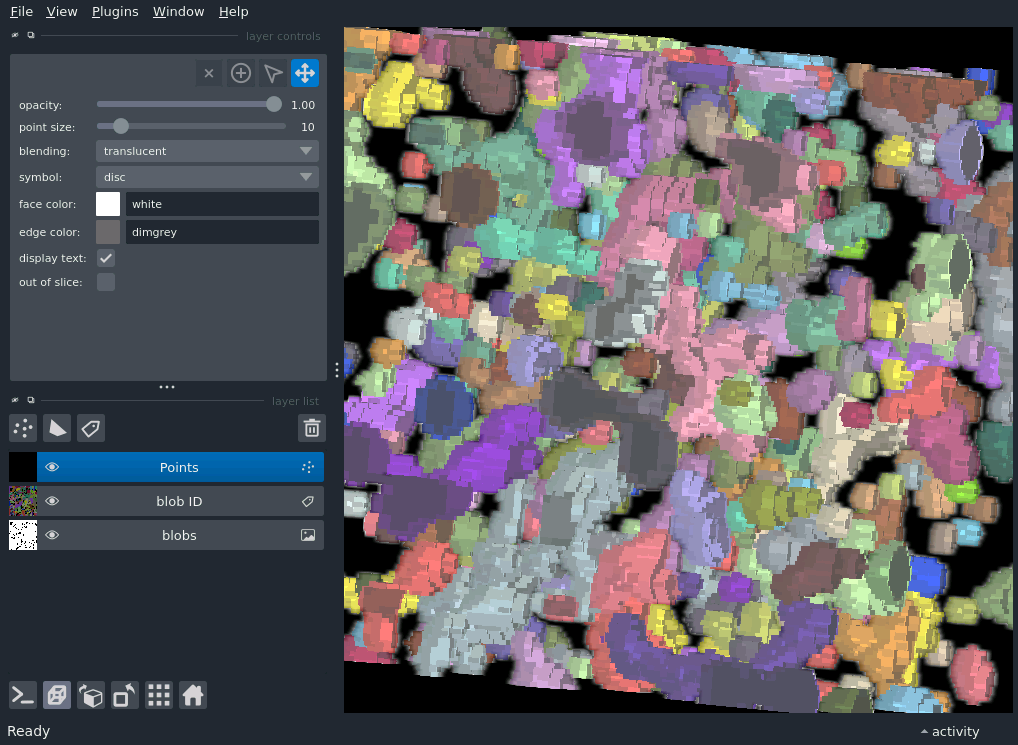 File View Plugins Window Help
layer controls
opacity: 1.00
point size: 10
blending: translucent
symbol: disc
face color: white
edge color: dimgrey
display text:
out of slice:
layer list
Points
blob ID
blobs
Ready
activity